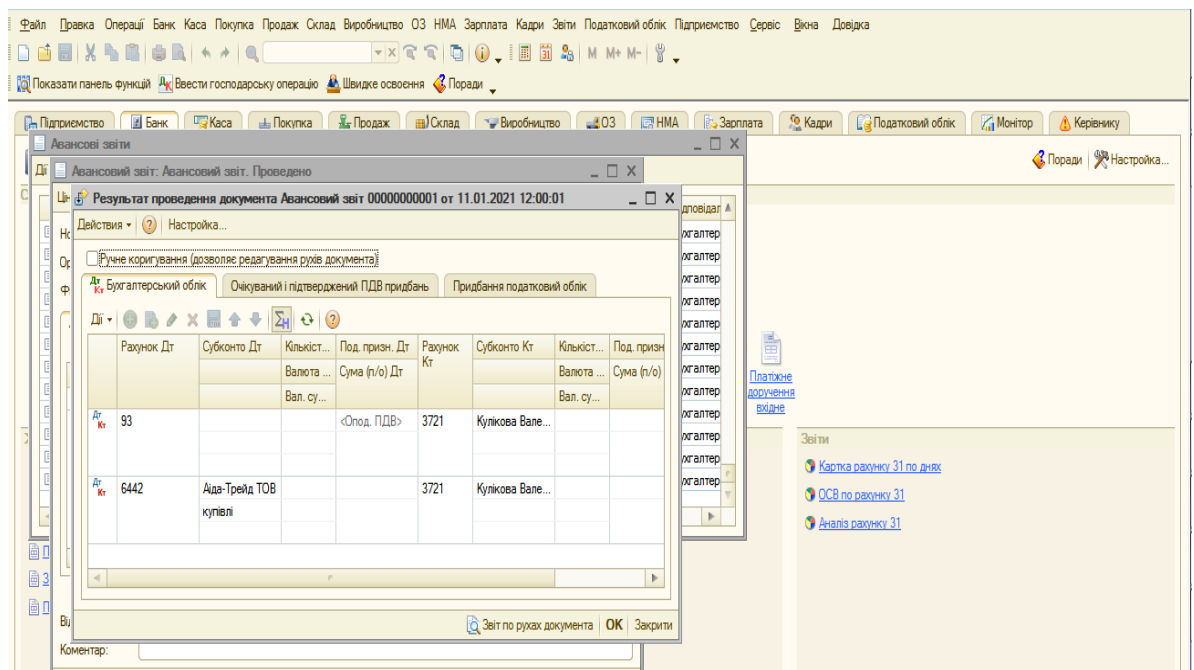 Файл Правка Операції Банк Каса Покупка Продаж Склад Виробництво ОЗ НМА Зарплата Кадри Звіти Податковий облік Підприємство Сервіс Вікна Довідка
M M+ M-
Показати панель функцій Ввести господарську операцію Швидке освоєння Поради
Підприємство Банк Каса Покупка Продаж Склад Виробництво ОЗ НМА Зарплата Кадри Податковий облік Монітор Керівнику
Авансові звіти
Поради Настройка...
Дії Авансовий звіт: Авансовий звіт. Проведено
Результат проведення документа Авансовий звіт 00000000001 от 11.01.2021 12:00:01
Действия Настройка...
Ручне коригування (дозволяє редагування рухів документа)
Бухгалтерський облік Очікуваний і підтверджений ПДВ придбань Придбання податковий облік
Дії
Рахунок Дт Субконто Дт Кількіст... Под. призн. Дт Рахунок Кт Субконто Кт Кількіст... Под. призн
Валюта ... Сума (п/о) Дт Валюта ... Сума (п/о)
Вал. су... Вал. су...
Дт Кт 93 <Опод. ПДВ> 3721 Кулікова Вале...
Дт Кт 6442 Аіда-Трейд ТОВ 3721 Кулікова Вале...
купівлі
Платіжне
доручення
вхідне
Звіти
Картка рахунку 31 по днях
ОСВ по рахунку 31
Аналіз рахунку 31
Звіт по рухах документа OK Закрити
Коментар: